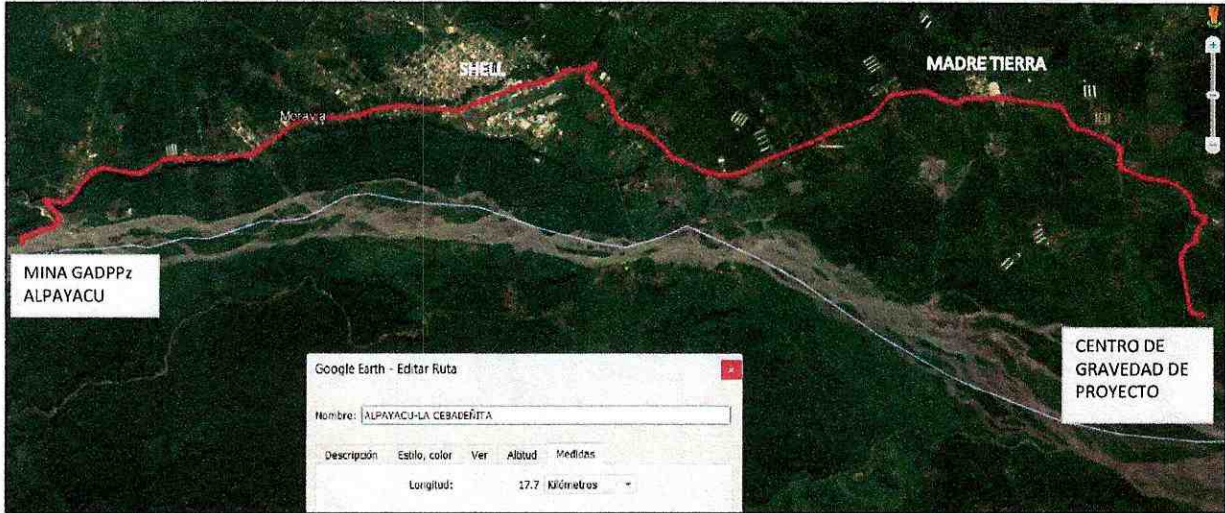 SHELL
MADRE TIERRA
Moravia
MINA GADPPz
ALPAYACU
CENTRO DE
GRAVEDAD DE
PROYECTO
Google Earth - Editar Ruta
Nombre: ALPAYACU-LA CEBADEÑITA
Descripción Estilo, color Ver Altitud Medidas
Longitud: 17.7 Kilómetros